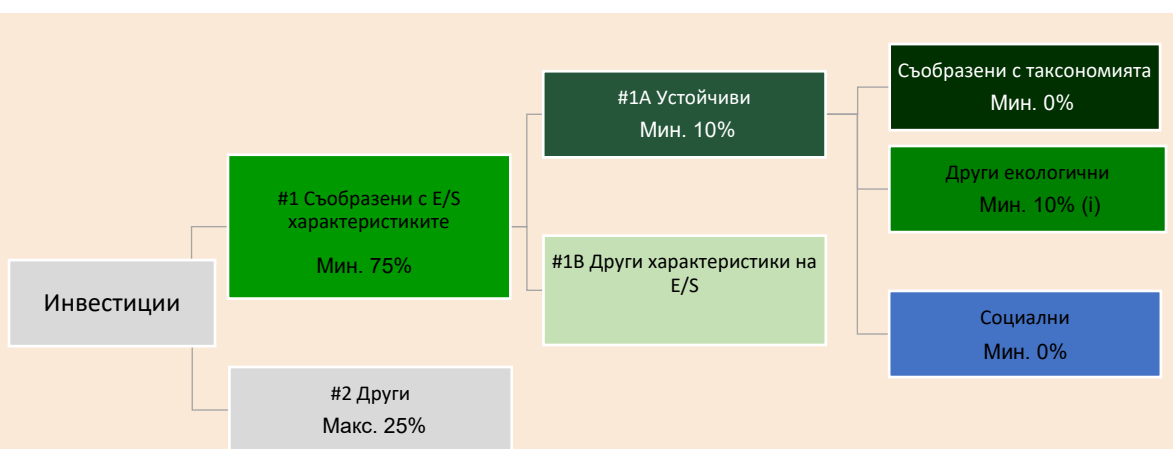 Инвестиции
#1 Съобразени с E/S
характеристиките
Мин. 75%
#2 Други
Макс. 25%
#1A Устойчиви
Мин. 10%
#1B Други характеристики на
E/S
Съобразени с таксономията
Мин. 0%
Други екологични
Мин. 10% (i)
Социални
Мин. 0%